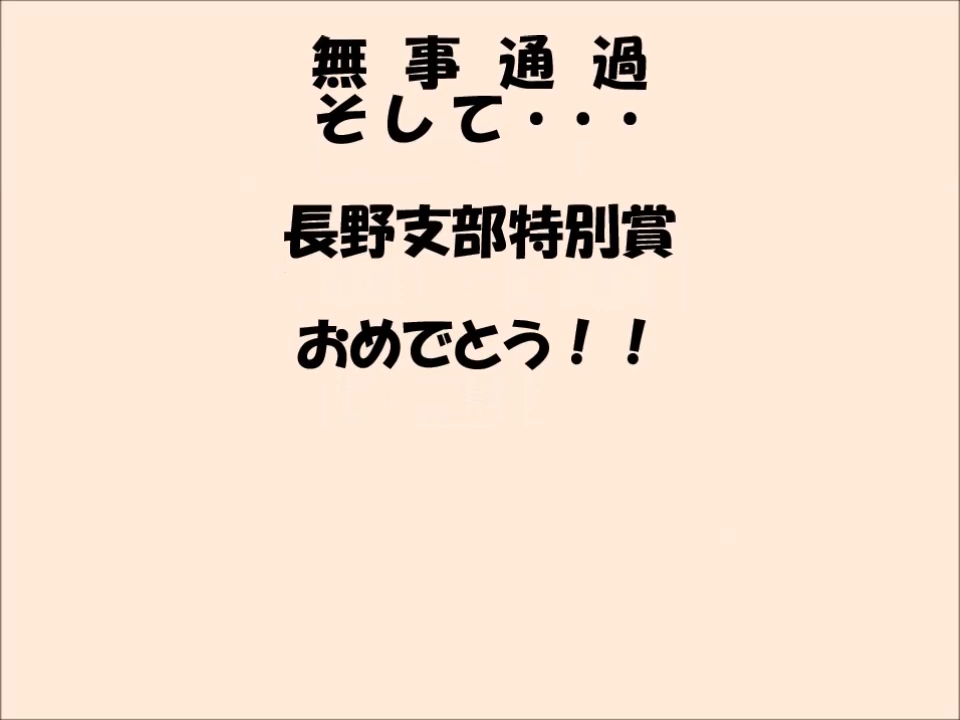 無 事 通 過
そして・・・
長野支部特別賞
おめでとう！！